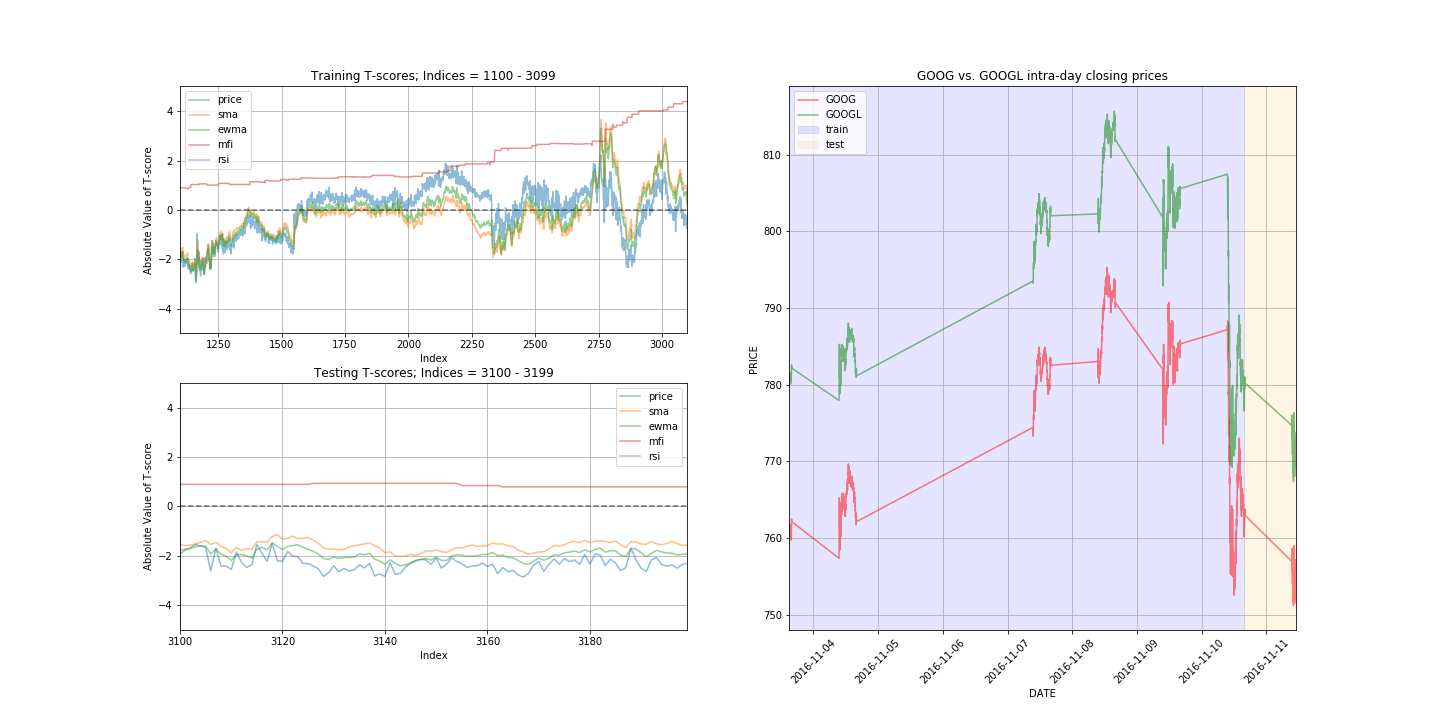 Training T-scores; Indices = 1100 - 3099
Absolute Value of T-score
4
2
0
−2
−4
price
sma
ewma
mfi
rsi
1250 1500 1750 2000 2250 2500 2750 3000
Index
Testing T-scores; Indices = 3100 - 3199
Absolute Value of T-score
4
2
0
−2
−4
price
sma
ewma
mfi
rsi
3100 3120 3140 3160 3180
Index
GOOG vs. GOOGL intra-day closing prices
PRICE
810
800
790
780
770
760
750
GOOG
GOOGL
train
test
2016-11-04 2016-11-05 2016-11-06 2016-11-07 2016-11-08 2016-11-09 2016-11-10 2016-11-11
DATE